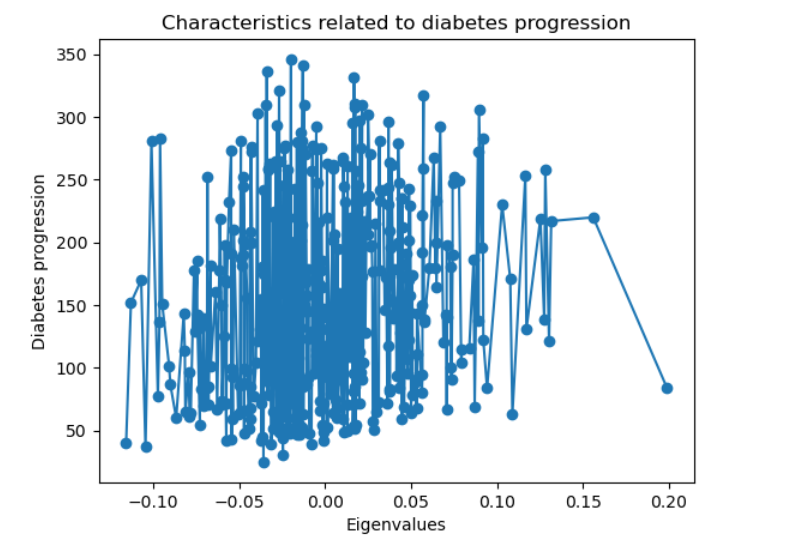 Characteristics related to diabetes progression
350
300
250
200
150
100
50
Diabetes progression
−0.10 −0.05 0.00 0.05 0.10 0.15 0.20
Eigenvalues